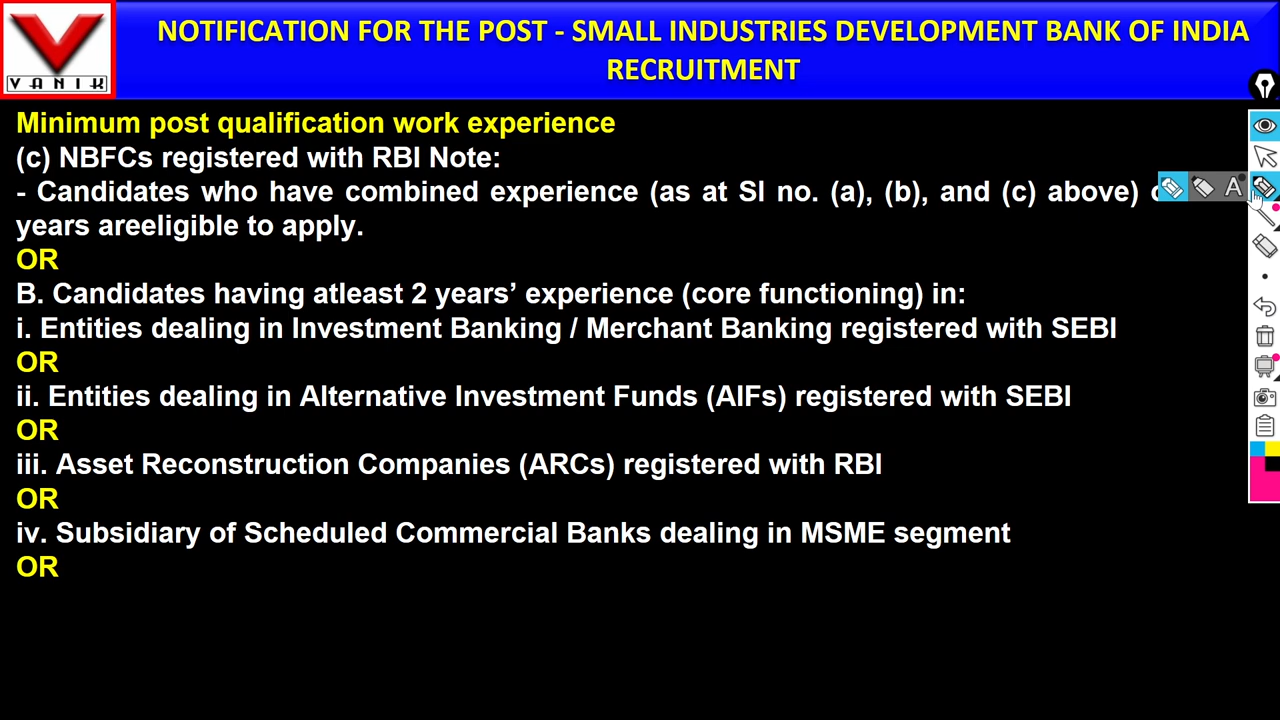 NOTIFICATION FOR THE POST - SMALL INDUSTRIES DEVELOPMENT BANK OF INDIA
RECRUITMENT
VANIK
Minimum post qualification work experience
(c) NBFCs registered with RBI Note:
- Candidates who have combined experience (as at SI no. (a), (b), and (c) above)
A
years areeligible to apply.
OR
B. Candidates having atleast 2 years’ experience (core functioning) in:
i. Entities dealing in Investment Banking / Merchant Banking registered with SEBI
OR
ii. Entities dealing in Alternative Investment Funds (AIFs) registered with SEBI
OR
iii. Asset Reconstruction Companies (ARCs) registered with RBI
OR
iv. Subsidiary of Scheduled Commercial Banks dealing in MSME segment
OR